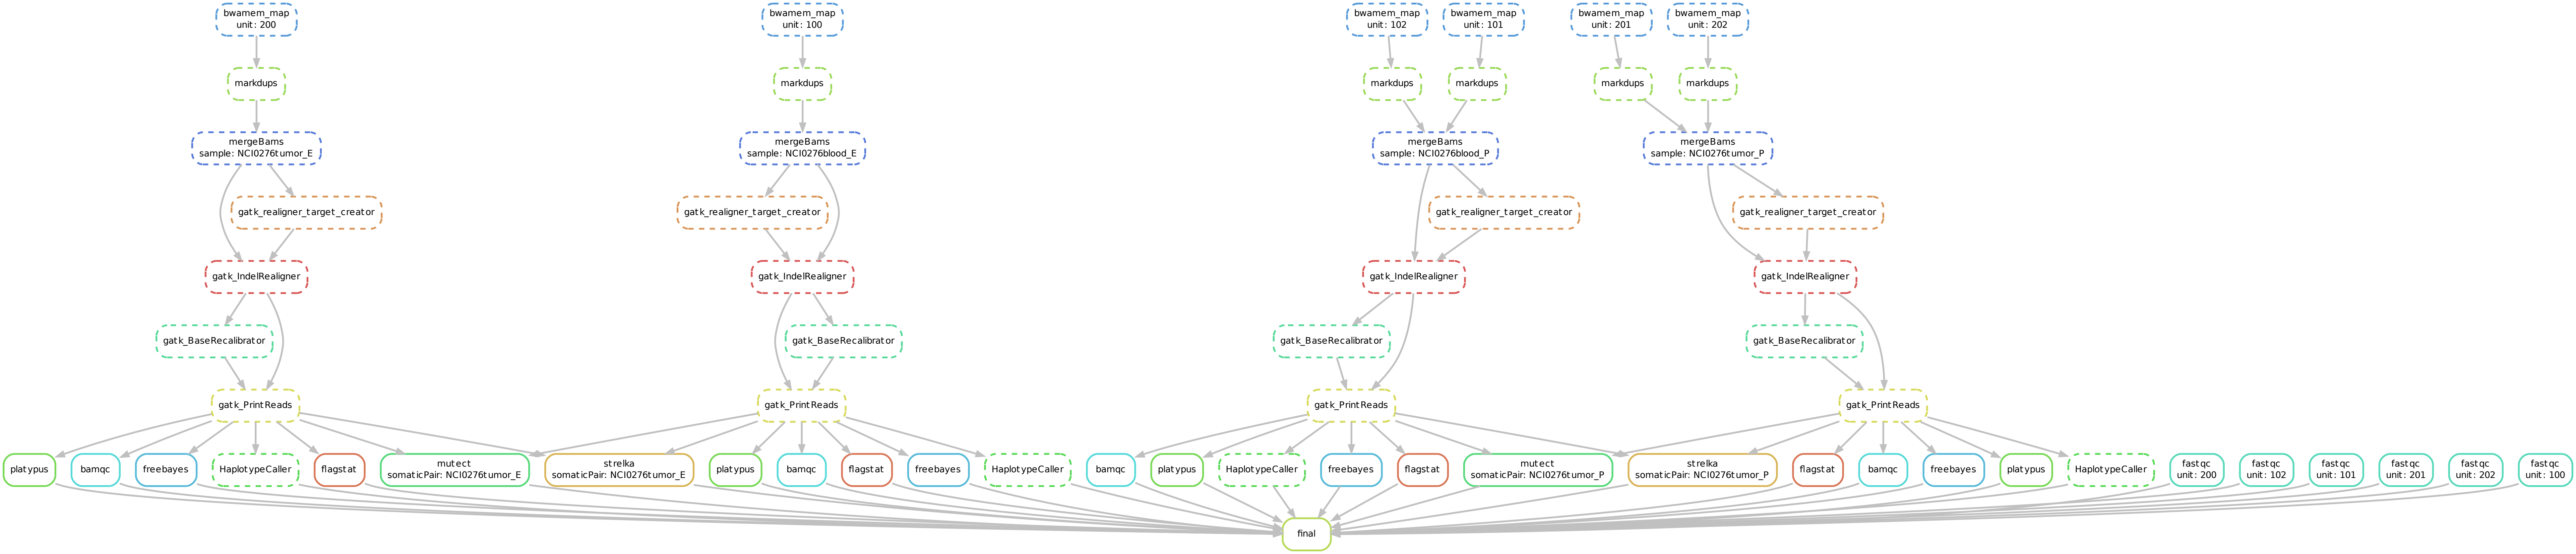 bwamem_map
unit: 200
bwamem_map
unit: 100
bwamem_map
unit: 102
bwamem_map
unit: 101
bwamem_map
unit: 201
bwamem_map
unit: 202
markdups
markdups
markdups
markdups
markdups
markdups
mergeBams
sample: NCI0276tumor_E
mergeBams
sample: NCI0276blood_E
mergeBams
sample: NCI0276blood_P
mergeBams
sample: NCI0276tumor_P
gatk_realigner_target_creator
gatk_realigner_target_creator
gatk_realigner_target_creator
gatk_realigner_target_creator
gatk_IndelRealigner
gatk_IndelRealigner
gatk_IndelRealigner
gatk_IndelRealigner
gatk_BaseRecalibrator
gatk_BaseRecalibrator
gatk_BaseRecalibrator
gatk_BaseRecalibrator
gatk_PrintReads
gatk_PrintReads
gatk_PrintReads
gatk_PrintReads
platypus
bamqc
freebayes
HaplotypeCaller
flagstat
mutect
somaticPair: NCI0276tumor_E
strelka
somaticPair: NCI0276tumor_E
platypus
bamqc
flagstat
freebayes
HaplotypeCaller
bamqc
platypus
HaplotypeCaller
freebayes
flagstat
mutect
somaticPair: NCI0276tumor_P
strelka
somaticPair: NCI0276tumor_P
flagstat
bamqc
freebayes
platypus
HaplotypeCaller
fastqc
unit: 200
fastqc
unit: 102
fastqc
unit: 101
fastqc
unit: 201
fastqc
unit: 202
fastqc
unit: 100
final